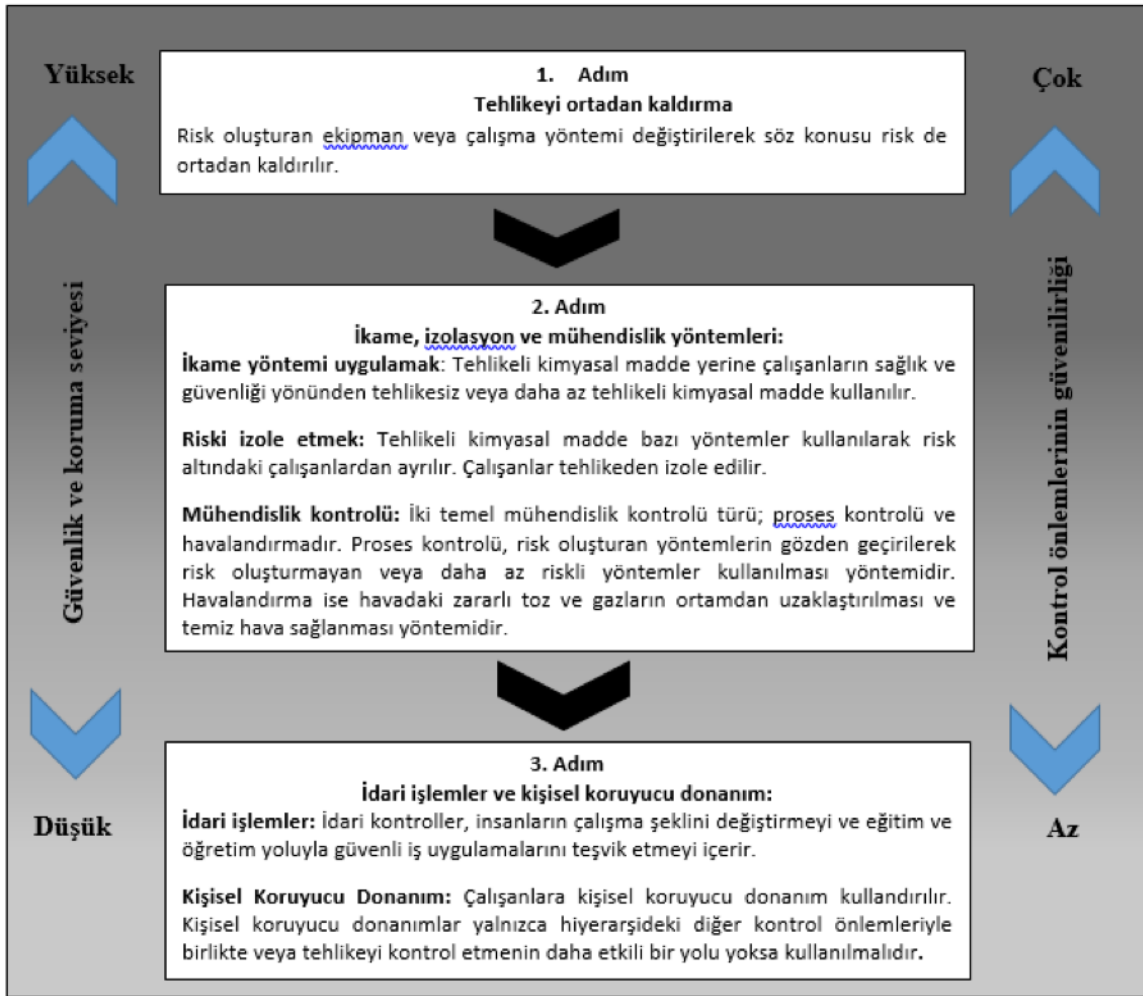 Yüksek
Çok
1. Adım
Tehlikeyi ortadan kaldırma
Risk oluşturan ekipman veya çalışma yöntemi değiştirilerek söz konusu risk de
ortadan kaldırılır.
Güvenlik ve koruma seviyesi
Kontrol önlemlerinin güvenilirliği
2. Adım
İkame, izolasyon ve mühendislik yöntemleri:
İkame yöntemi uygulamak: Tehlikeli kimyasal madde yerine çalışanların sağlık ve
güvenliği yönünden tehlikesiz veya daha az tehlikeli kimyasal madde kullanılır.
Riski izole etmek: Tehlikeli kimyasal madde bazı yöntemler kullanılarak risk
altındaki çalışanlardan ayrılır. Çalışanlar tehlikeden izole edilir.
Mühendislik kontrolü: İki temel mühendislik kontrolü türü; proses kontrolü ve
havalandırmadır. Proses kontrolü, risk oluşturan yöntemlerin gözden geçirilerek
risk oluşturmayan veya daha az riskli yöntemler kullanılması yöntemidir.
Havalandırma ise havadaki zararlı toz ve gazların ortamdan uzaklaştırılması ve
temiz hava sağlanması yöntemidir.
3. Adım
İdari işlemler ve kişisel koruyucu donanım:
İdari işlemler: İdari kontroller, insanların çalışma şeklini değiştirmeyi ve eğitim ve
öğretim yoluyla güvenli iş uygulamalarını teşvik etmeyi içerir.
Kişisel Koruyucu Donanım: Çalışanlara kişisel koruyucu donanım kullandırılır.
Kişisel koruyucu donanımlar yalnızca hiyerarşideki diğer kontrol önlemleriyle
birlikte veya tehlikeyi kontrol etmenin daha etkili bir yolu yoksa kullanılmalıdır.
Düşük
Az